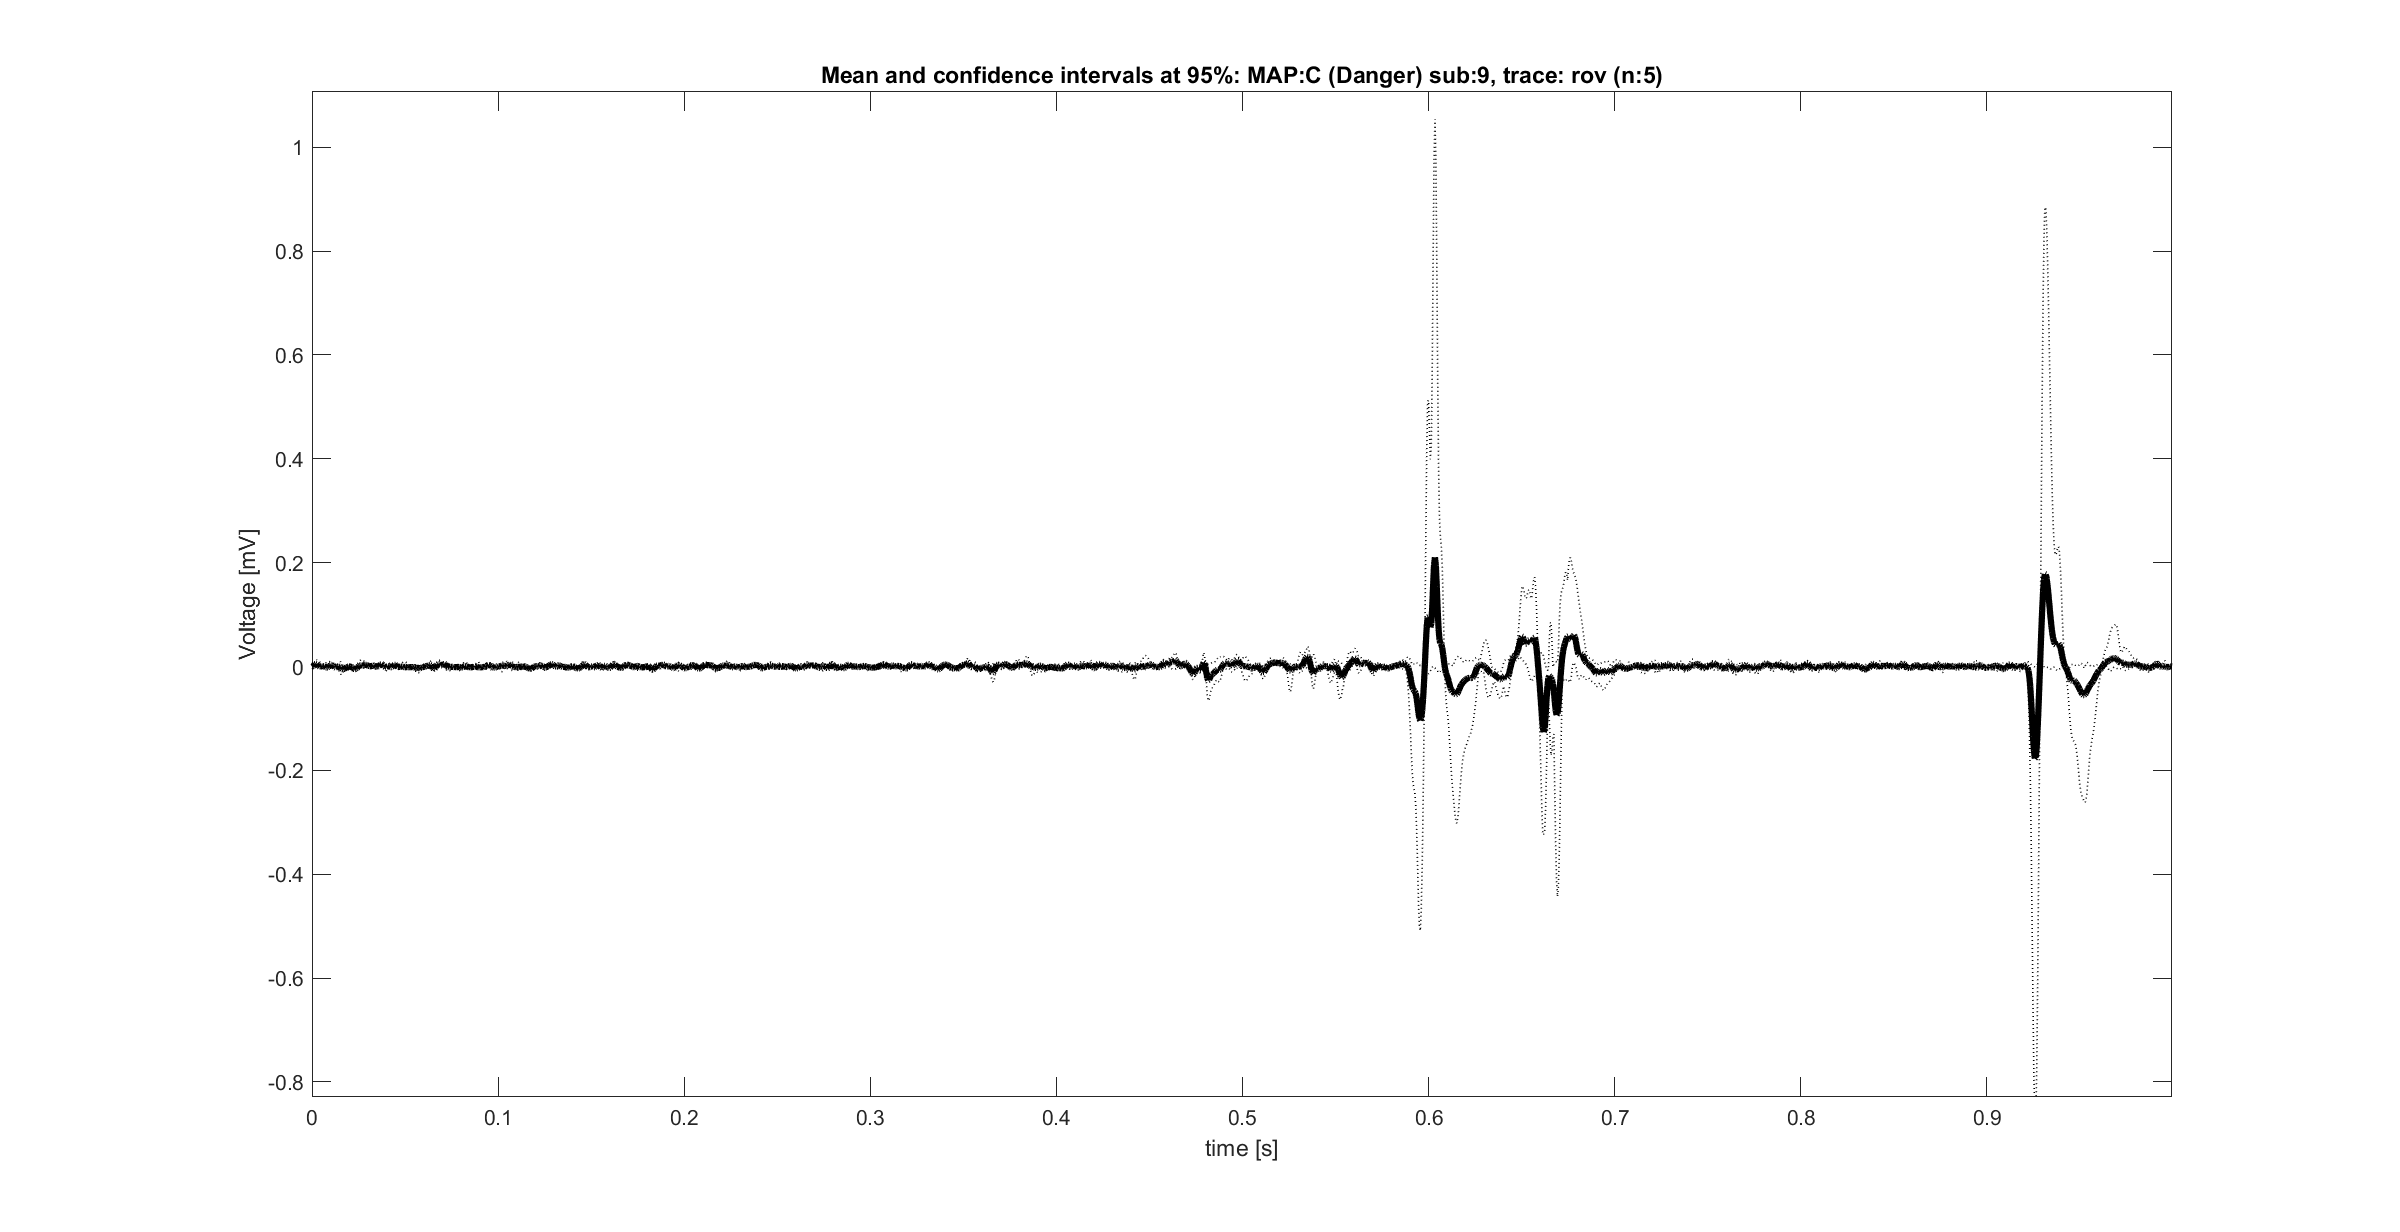 Mean and confidence intervals at 95%: MAP:C (Danger) sub:9, trace: rov (n:5)
1
0.8
0.6
0.4
0.2
0
-0.2
-0.4
-0.6
-0.8
Voltage [mV]
0 0.1 0.2 0.3 0.4 0.5 0.6 0.7 0.8 0.9
time [s]